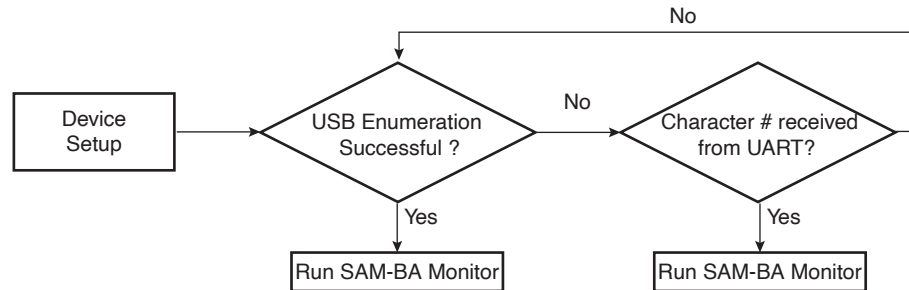 No
Device
Setup
USB Enumeration
Successful ?
No
Character # received
from UART?
Yes
Yes
Run SAM-BA Monitor
Run SAM-BA Monitor